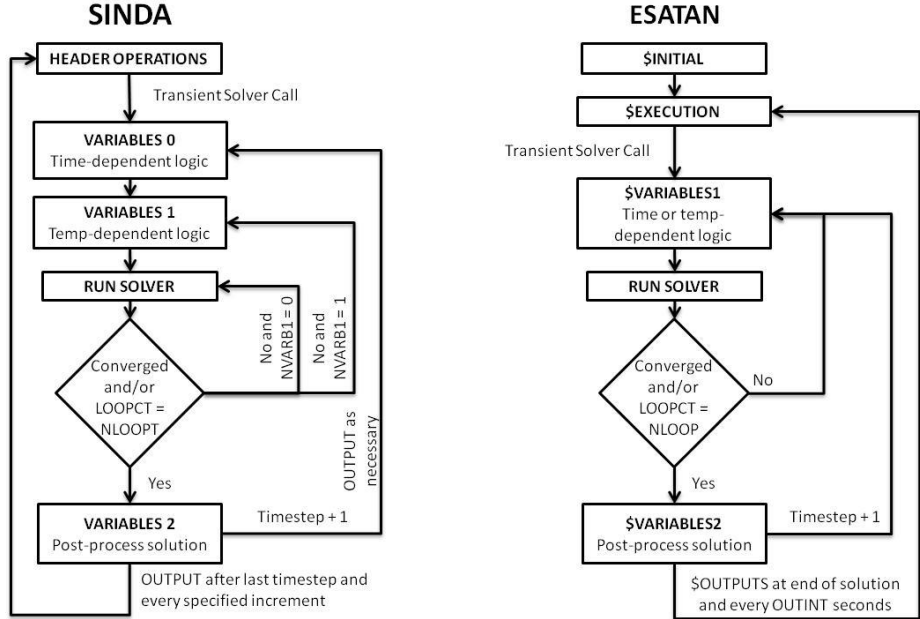 SINDA
HEADER OPERATIONS
Transient Solver Call
VARIABLES 0
Time-dependent logic
VARIABLES 1
Temp-dependent logic
RUN SOLVER
No and
NVARB1 = 0
No and
NVARB1 = 1
Converged
and/or
LOOPCT =
NLOOPT
OUTPUT as
necessary
Yes
VARIABLES 2
Post-process solution
Timestep + 1
OUTPUT after last timestep and
every specified increment
ESATAN
$INITIAL
$EXECUTION
Transient Solver Call
$VARIABLES1
Time or temp-
dependent logic
RUN SOLVER
Converged
and/or
LOOPCT =
NLOOP
No
Yes
$VARIABLES2
Post-process solution
Timestep + 1
$OUTPUTS at end of solution
and every OUTINT seconds